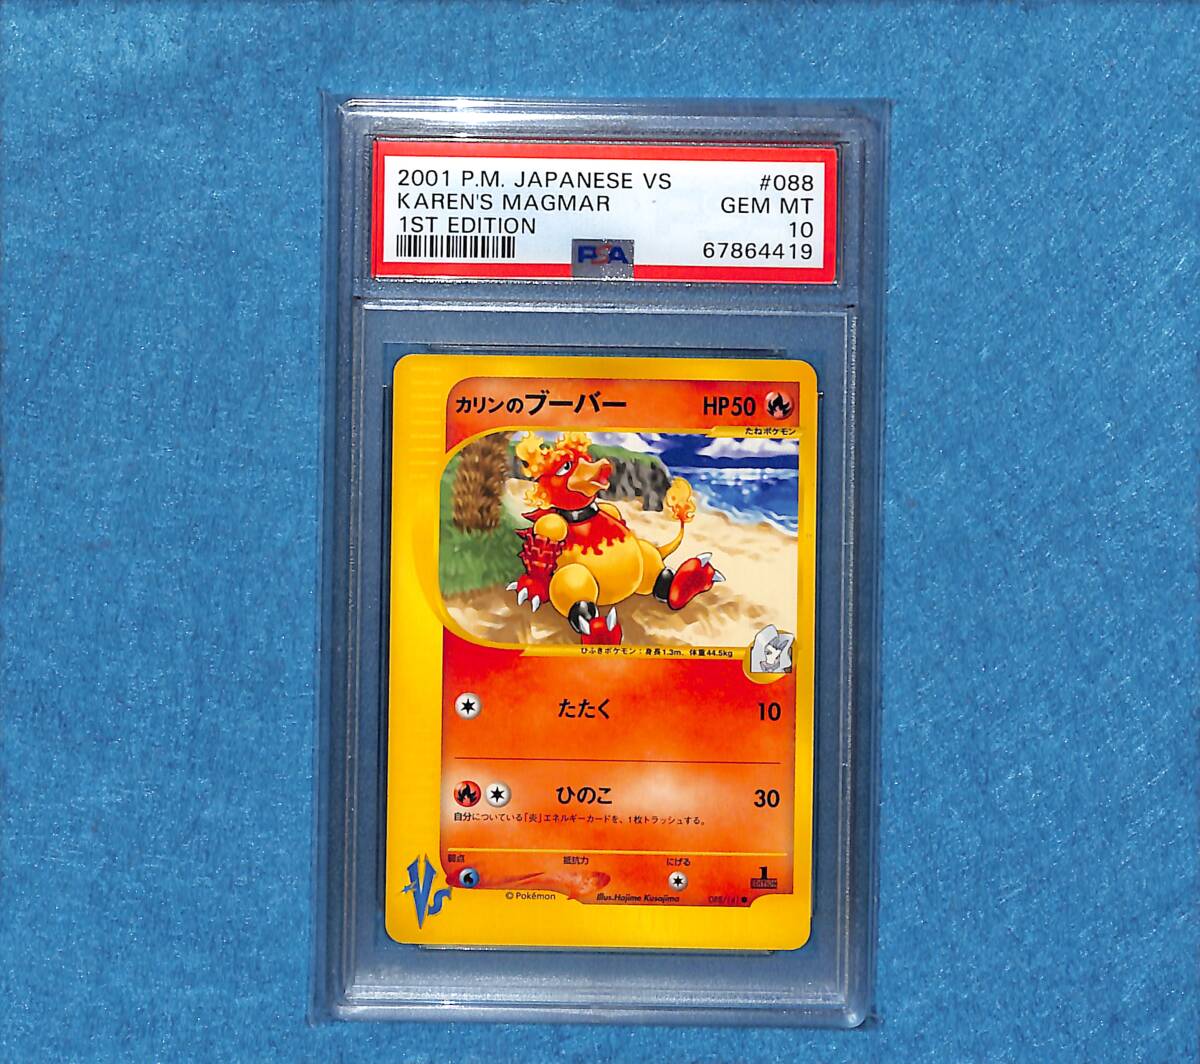 2001 P.M. JAPANESE VS #088
KAREN'S MAGMAR GEM MT
1ST EDITION 10
PSA 67864419
カリンのブーバー HP50
たねポケモン
ひふきポケモン：身長1.3m、体重44.5kg
たたく 10
ひのこ 30
自分についている「炎」エネルギーカードを、1枚トラッシュする。
弱点 抵抗力 にげる
1
EDITION
VS
©Pokémon Illus.Hajime Kusajima 088/141